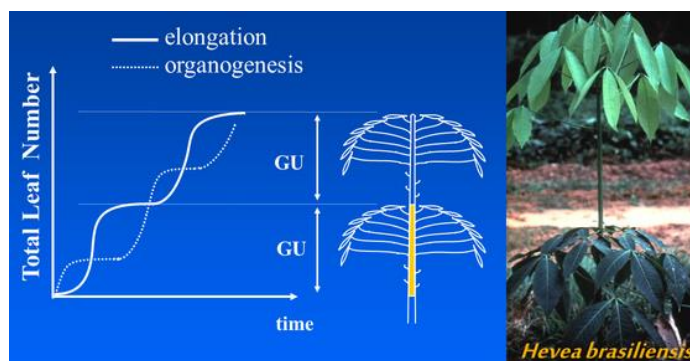 elongation
organogenesis
Total Leaf Number
GU
GU
time
Hevea brasiliensis